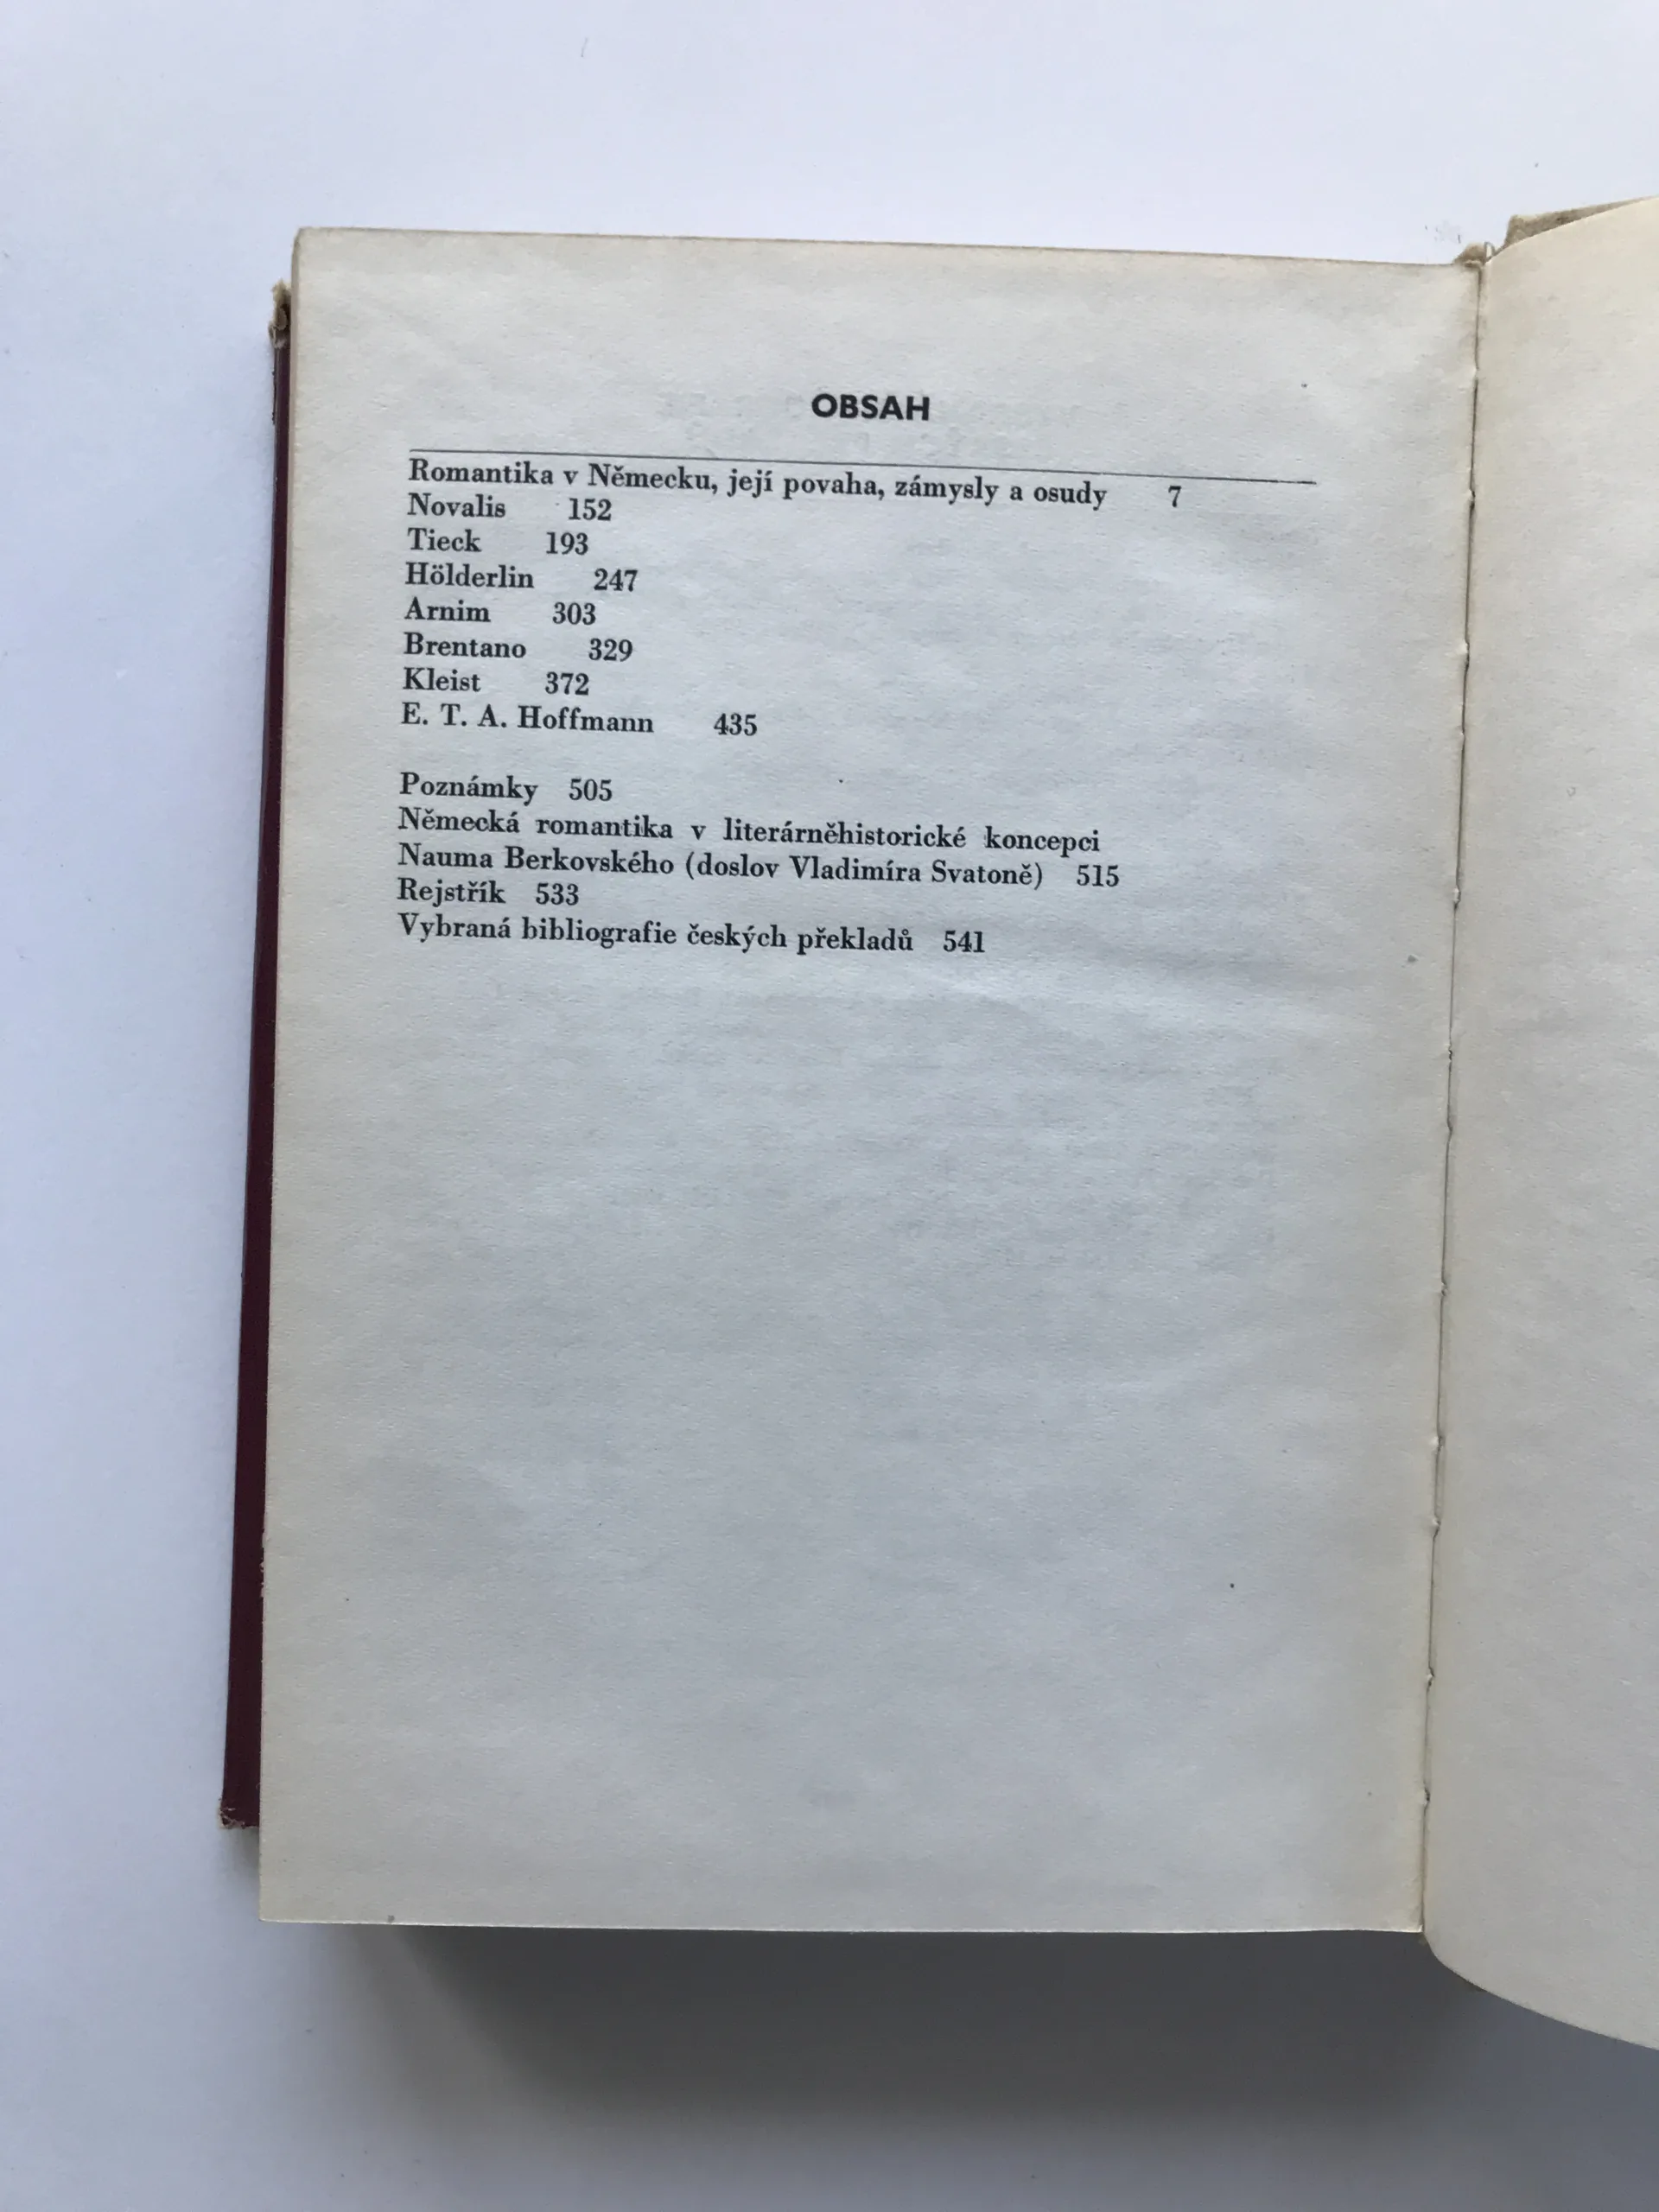 OBSAH
Romantika v Německu, její povaha, zámysly a osudy 7
Novalis 152
Tieck 193
Hölderlin 247
Arnim 303
Brentano 329
Kleist 372
E. T. A. Hoffmann 435
Poznámky 505
Německá romantika v literárněhistorické koncepci
Nauma Berkovského (doslov Vladimíra Svatoně) 515
Rejstřík 533
Vybraná bibliografie českých překladů 541